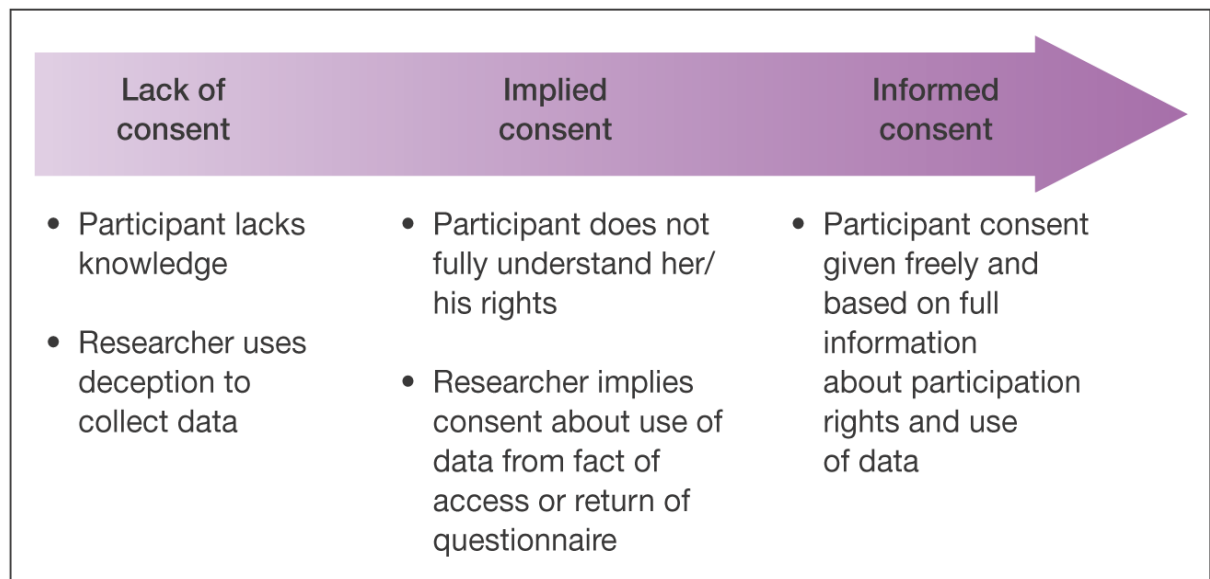 Lack of
consent
Implied
consent
Informed
consent
• Participant lacks
knowledge
• Researcher uses
deception to
collect data
• Participant does not
fully understand her/
his rights
• Researcher implies
consent about use of
data from fact of
access or return of
questionnaire
• Participant consent
given freely and
based on full
information
about participation
rights and use
of data